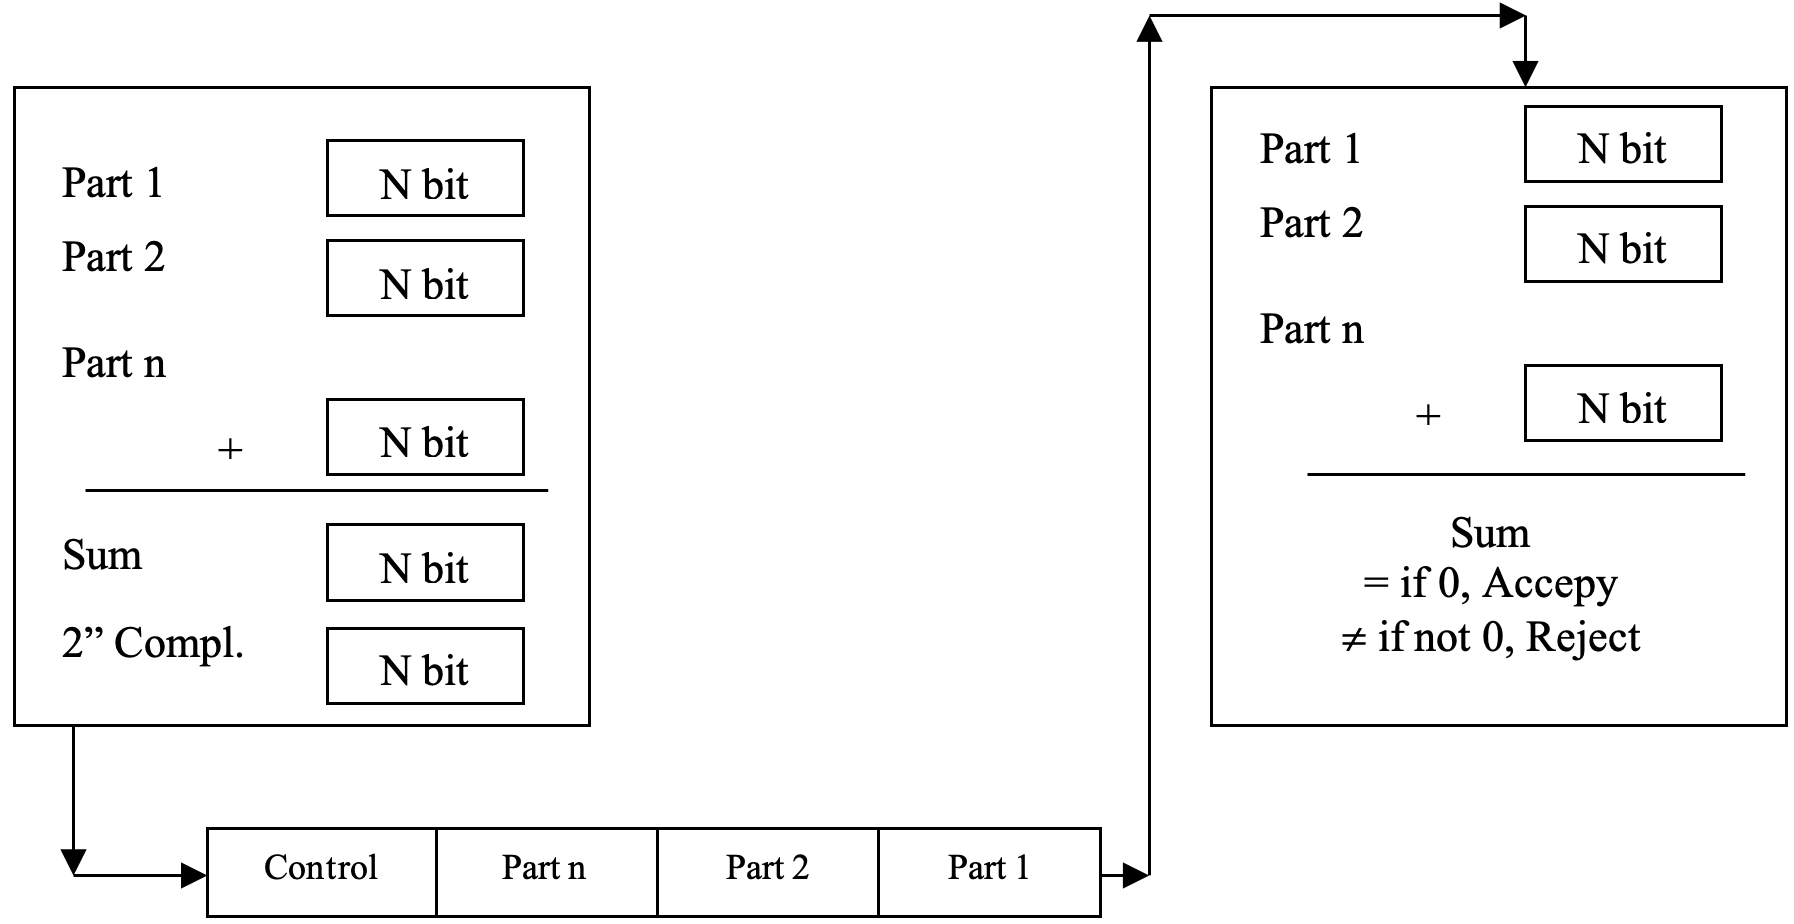 Part 1 N bit
Part 2 N bit
Part n
+ N bit
Sum N bit
2” Compl. N bit
Part 1 N bit
Part 2 N bit
Part n
+ N bit
Sum
= if 0, Accepy
≠ if not 0, Reject
Control Part n Part 2 Part 1